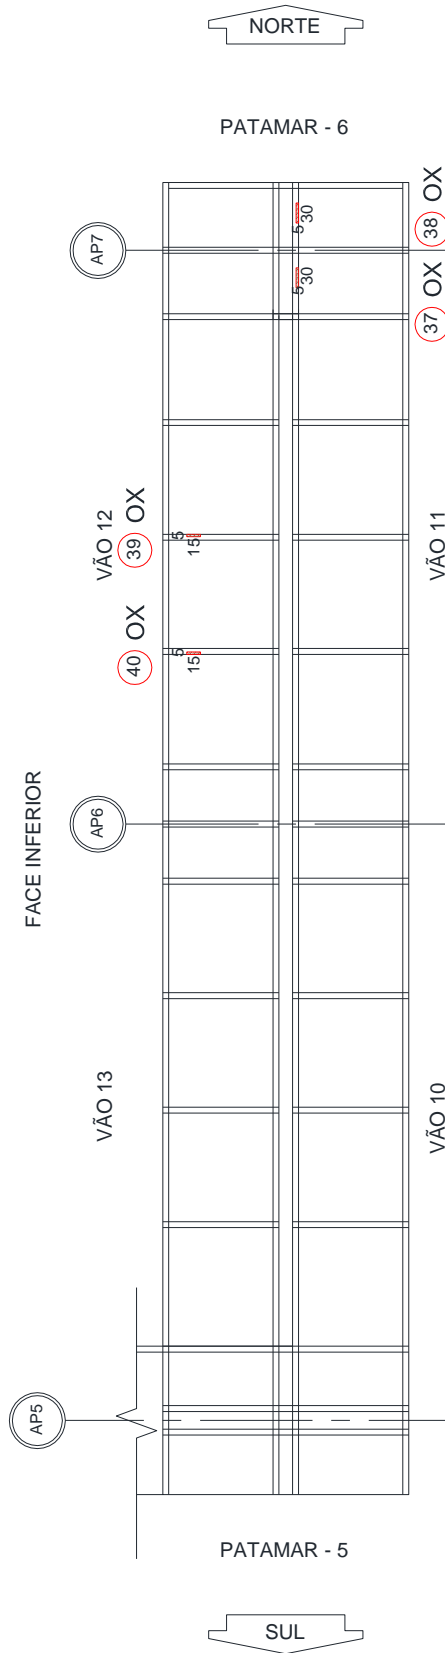 NORTE
PATAMAR - 6
38 OX
5
30
AP7
5
30
37 OX
VÃO 12
39 OX
5
15
VÃO 11
40 OX
5
15
FACE INFERIOR
AP6
VÃO 13
VÃO 10
AP5
PATAMAR - 5
SUL